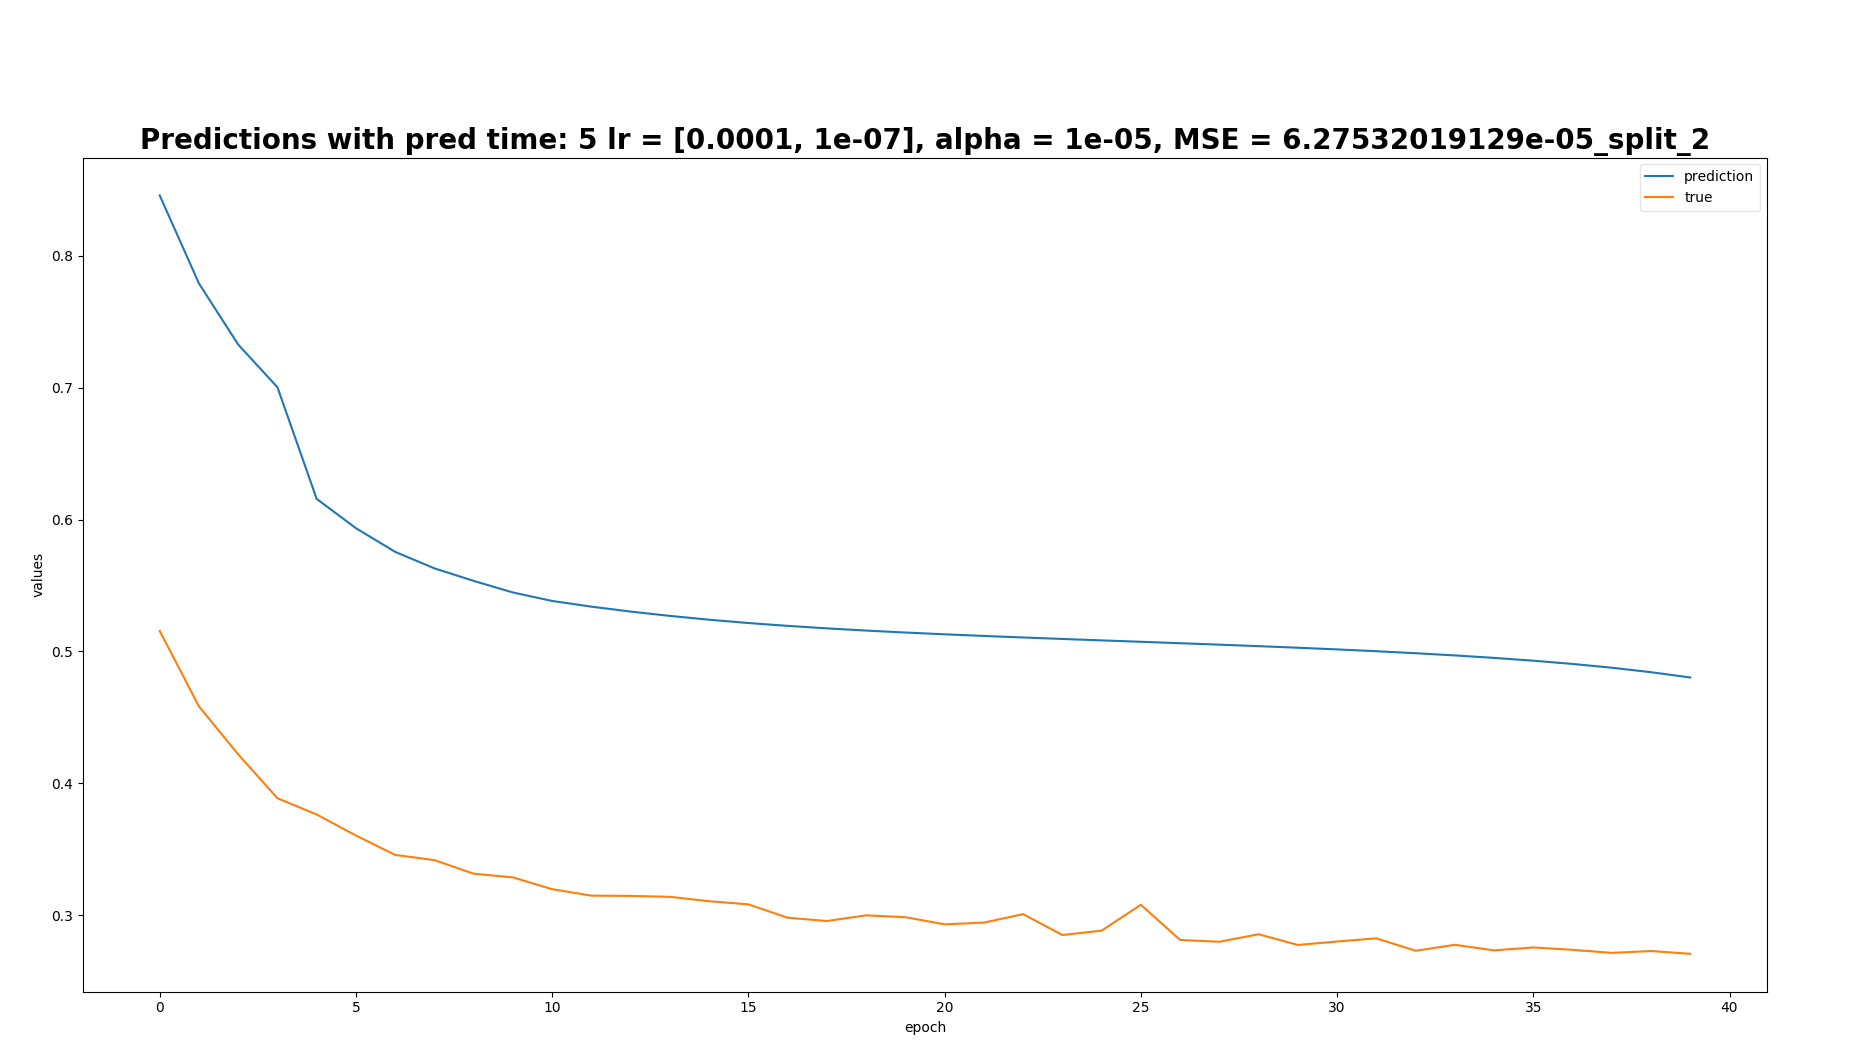 Predictions with pred time: 5 lr = [0.0001, 1e-07], alpha = 1e-05, MSE = 6.27532019129e-05_split_2
prediction
true
0.8
0.7
0.6
0.5
0.4
0.3
values
0 5 10 15 20 25 30 35 40
epoch